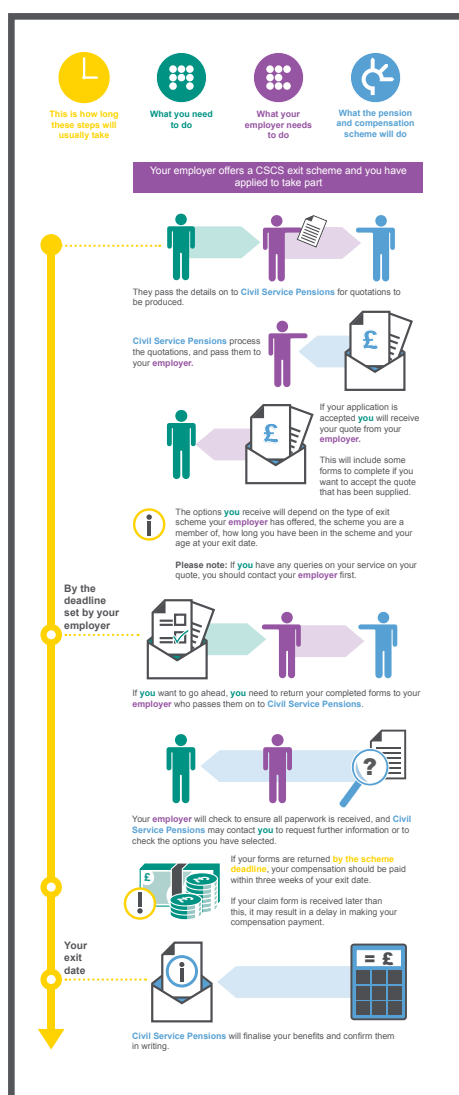 This is how long
these steps will
usually take
What you need
to do
What your
employer needs
to do
What the pension
and compensation
scheme will do
Your employer offers a CSCS exit scheme and you have
applied to take part
They pass the details on to Civil Service Pensions for quotations to
be produced.
Civil Service Pensions process
the quotations, and pass them to
your employer.
£
If your application is
accepted you will receive
your quote from your
employer.
This will include some
forms to complete if you
want to accept the quote
that has been supplied.
£
i
The options you receive will depend on the type of exit
scheme your employer has offered, the scheme you are a
member of, how long you have been in the scheme and your
age at your exit date.
Please note: If you have any queries on your service on your
quote, you should contact your employer first.
By the
deadline
set by your
employer
If you want to go ahead, you need to return your completed forms to your
employer who passes them on to Civil Service Pensions.
?
Your employer will check to ensure all paperwork is received, and Civil
Service Pensions may contact you to request further information or to
check the options you have selected.
£
!
If your forms are returned by the scheme
deadline, your compensation should be paid
within three weeks of your exit date.
If your claim form is received later than
this, it may result in a delay in making your
compensation payment.
Your
exit
date
i
= £
Civil Service Pensions will finalise your benefits and confirm them
in writing.